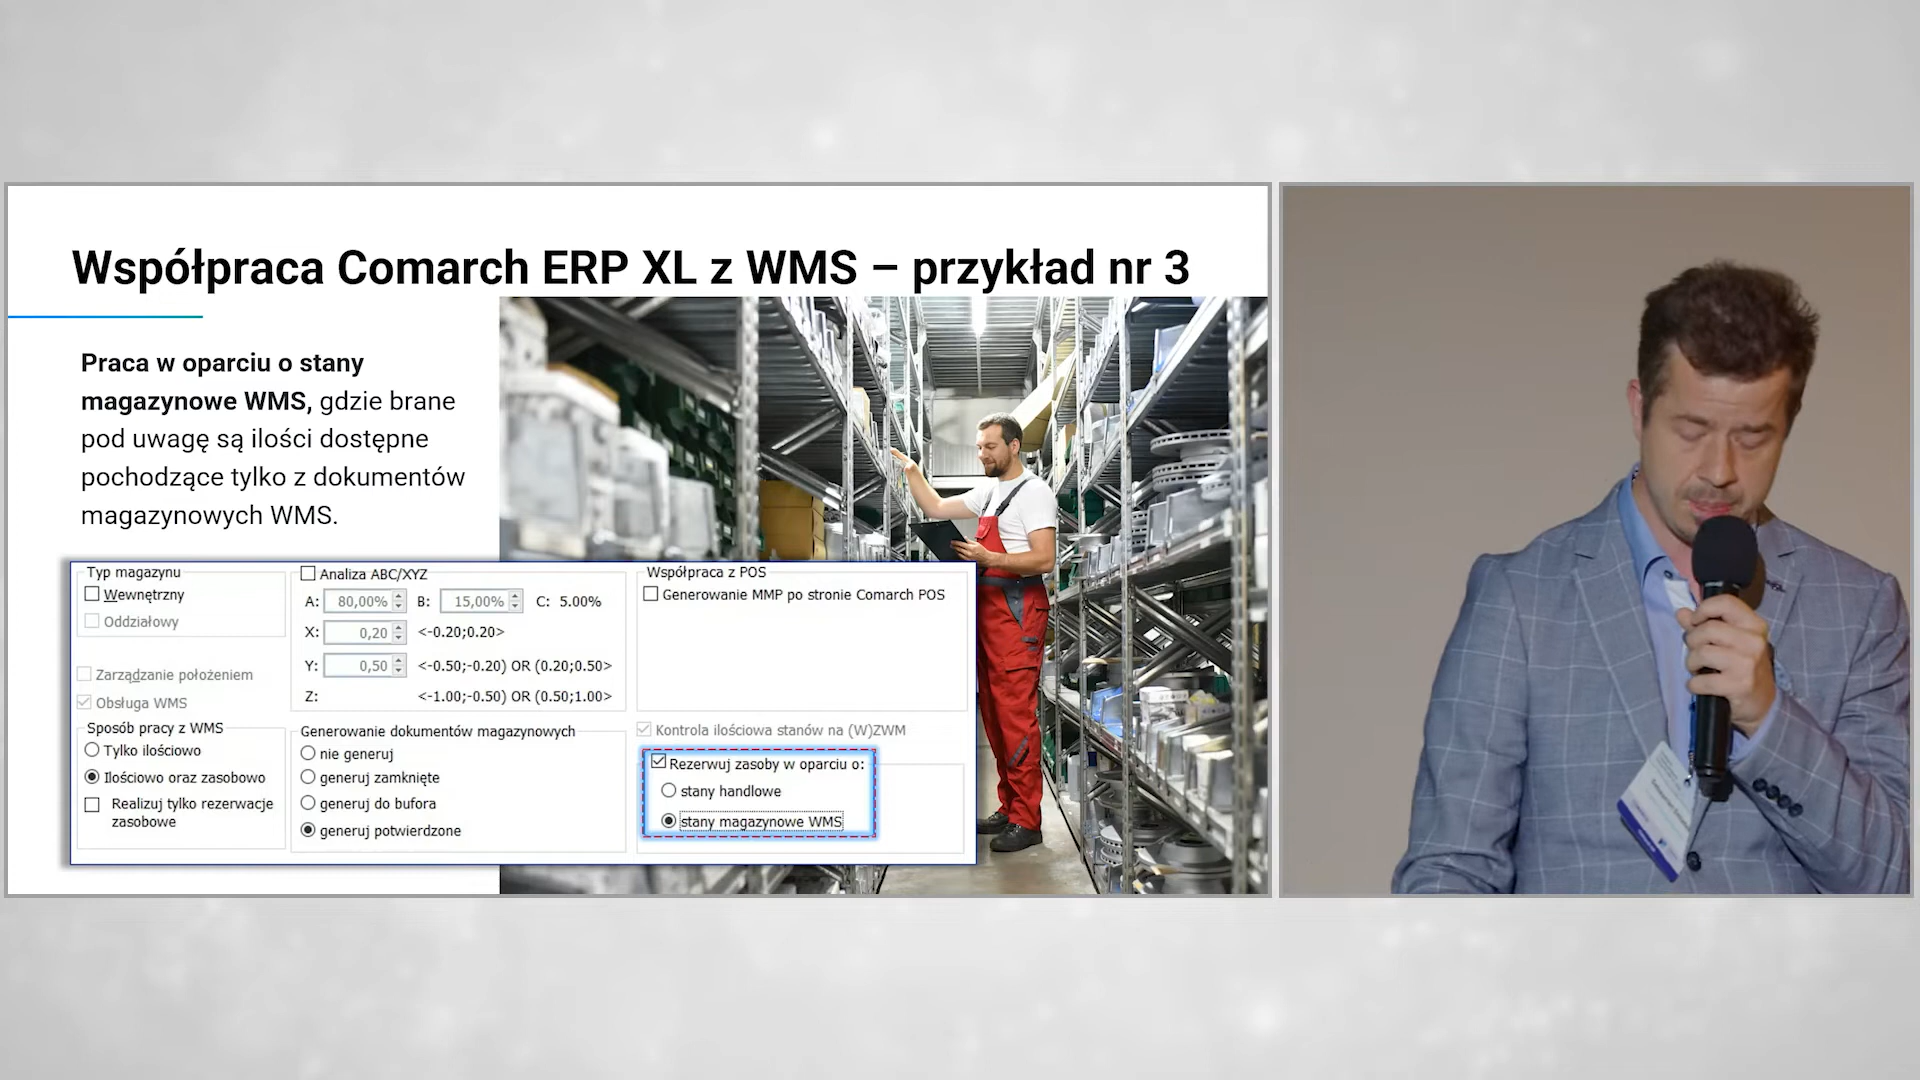 Współpraca Comarch ERP XL z WMS – przykład nr 3
Praca w oparciu o stany
magazynowe WMS, gdzie brane
pod uwagę są ilości dostępne
pochodzące tylko z dokumentów
magazynowych WMS.
Typ magazynu
Wewnętrzny
Oddziałowy
Zarządzanie położeniem
Obsługa WMS
Sposób pracy z WMS
Tylko ilościowo
Ilościowo oraz zasobowo
Realizuj tylko rezerwacje
zasobowe
Analiza ABC/XYZ
A: 80,00% B: 15,00% C: 5.00%
X: 0,20 <-0.20;0.20>
Y: 0,50 <-0.50;-0.20) OR (0.20;0.50>
Z: <-1.00;-0.50) OR (0.50;1.00>
Generowanie dokumentów magazynowych
nie generuj
generuj zamknięte
generuj do bufora
generuj potwierdzone
Współpraca z POS
Generowanie MMP po stronie Comarch POS
Kontrola ilościowa stanów na (W)ZWM
Rezerwuj zasoby w oparciu o:
stany handlowe
stany magazynowe WMS